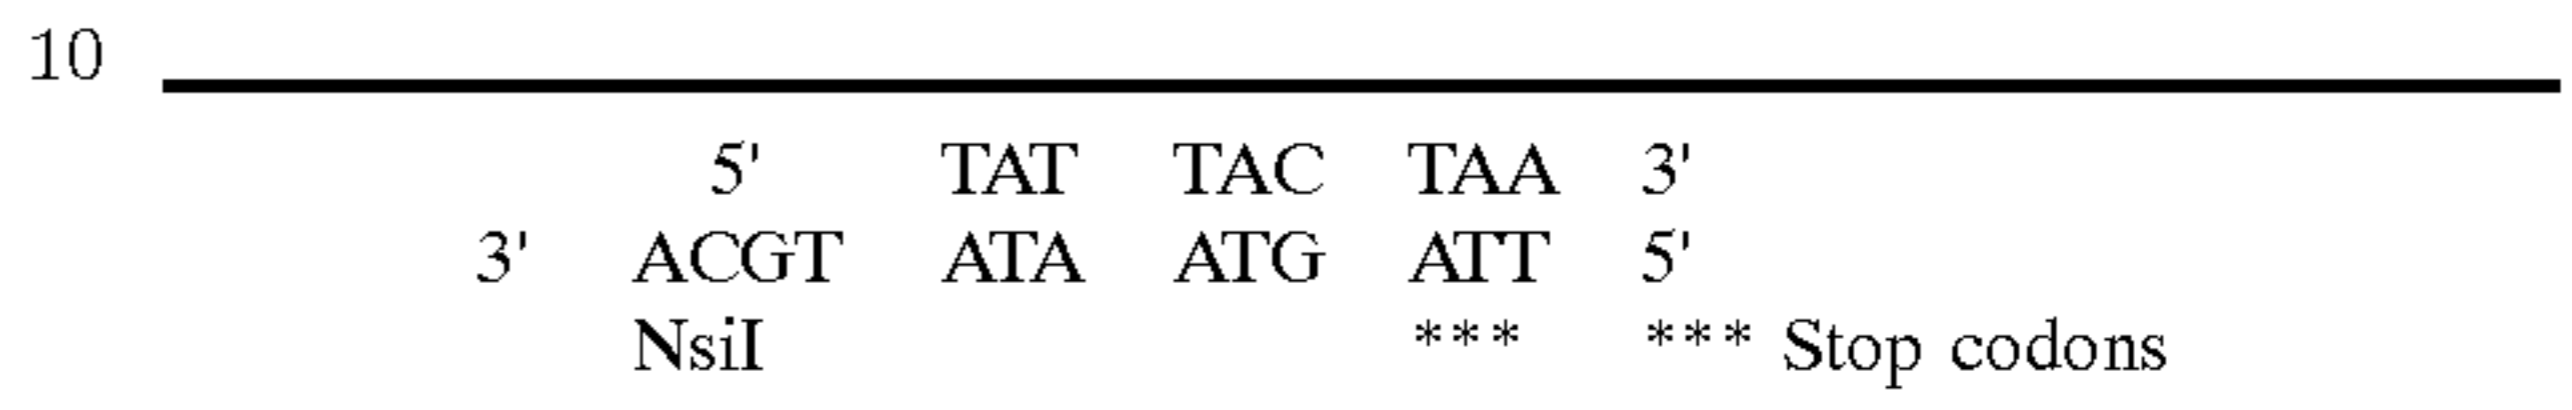 10
5' TAT TAC TAA 3'
3' ACGT ATA ATG ATT 5'
NsiI *** *** Stop codons